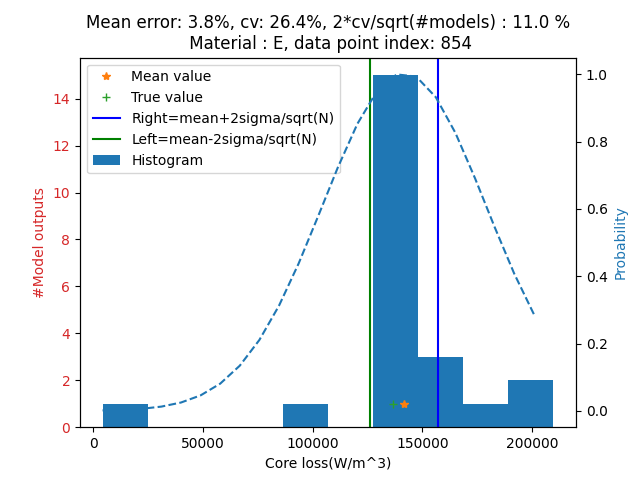 Mean error: 3.8%, cv: 26.4%, 2*cv/sqrt(#models) : 11.0 %
Material : E, data point index: 854
Mean value
True value
Right=mean+2sigma/sqrt(N)
Left=mean-2sigma/sqrt(N)
Histogram
#Model outputs
14
12
10
8
6
4
2
0
1.0
0.8
0.6
0.4
0.2
0.0
Probability
0
50000
100000
150000
200000
Core loss(W/m^3)